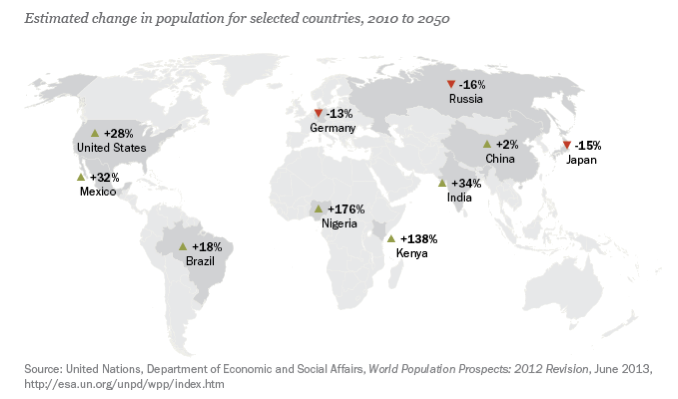 Estimated change in population for selected countries, 2010 to 2050
-16%
Russia
-13%
Germany
+28%
United States
+2%
China
-15%
Japan
+32%
Mexico
+34%
India
+176%
Nigeria
+138%
Kenya
+18%
Brazil
Source: United Nations, Department of Economic and Social Affairs, World Population Prospects: 2012 Revision, June 2013,
http://esa.un.org/unpd/wpp/index.htm